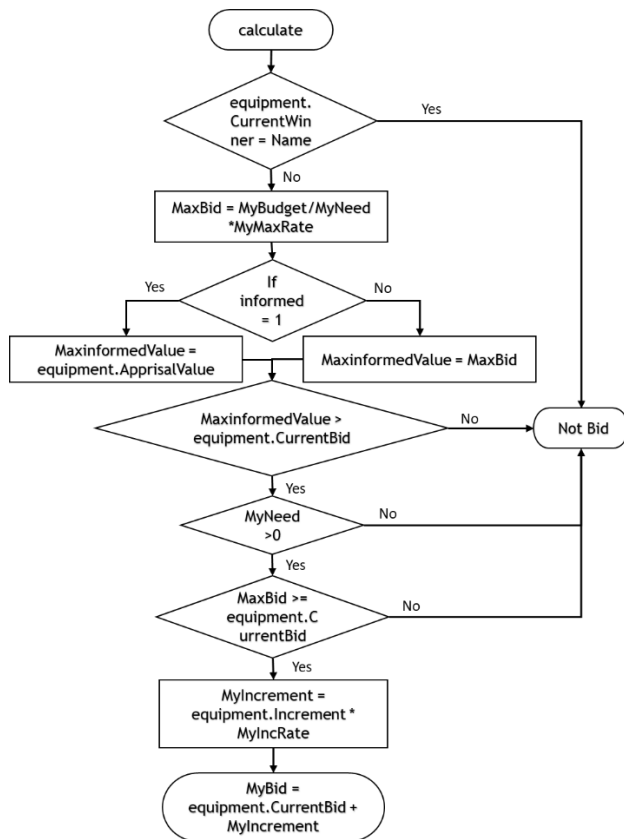 calculate
equipment.
CurrentWin
ner = Name
Yes
No
MaxBid = MyBudget/MyNeed
*MyMaxRate
If
informed
= 1
Yes
No
MaxinformedValue =
equipment.ApprisalValue
MaxinformedValue = MaxBid
MaxinformedValue >
equipment.CurrentBid
No
Not Bid
Yes
MyNeed
>0
No
Yes
MaxBid >=
equipment.C
urrentBid
No
Yes
MyIncrement =
equipment.Increment *
MyIncRate
MyBid =
equipment.CurrentBid +
MyIncrement